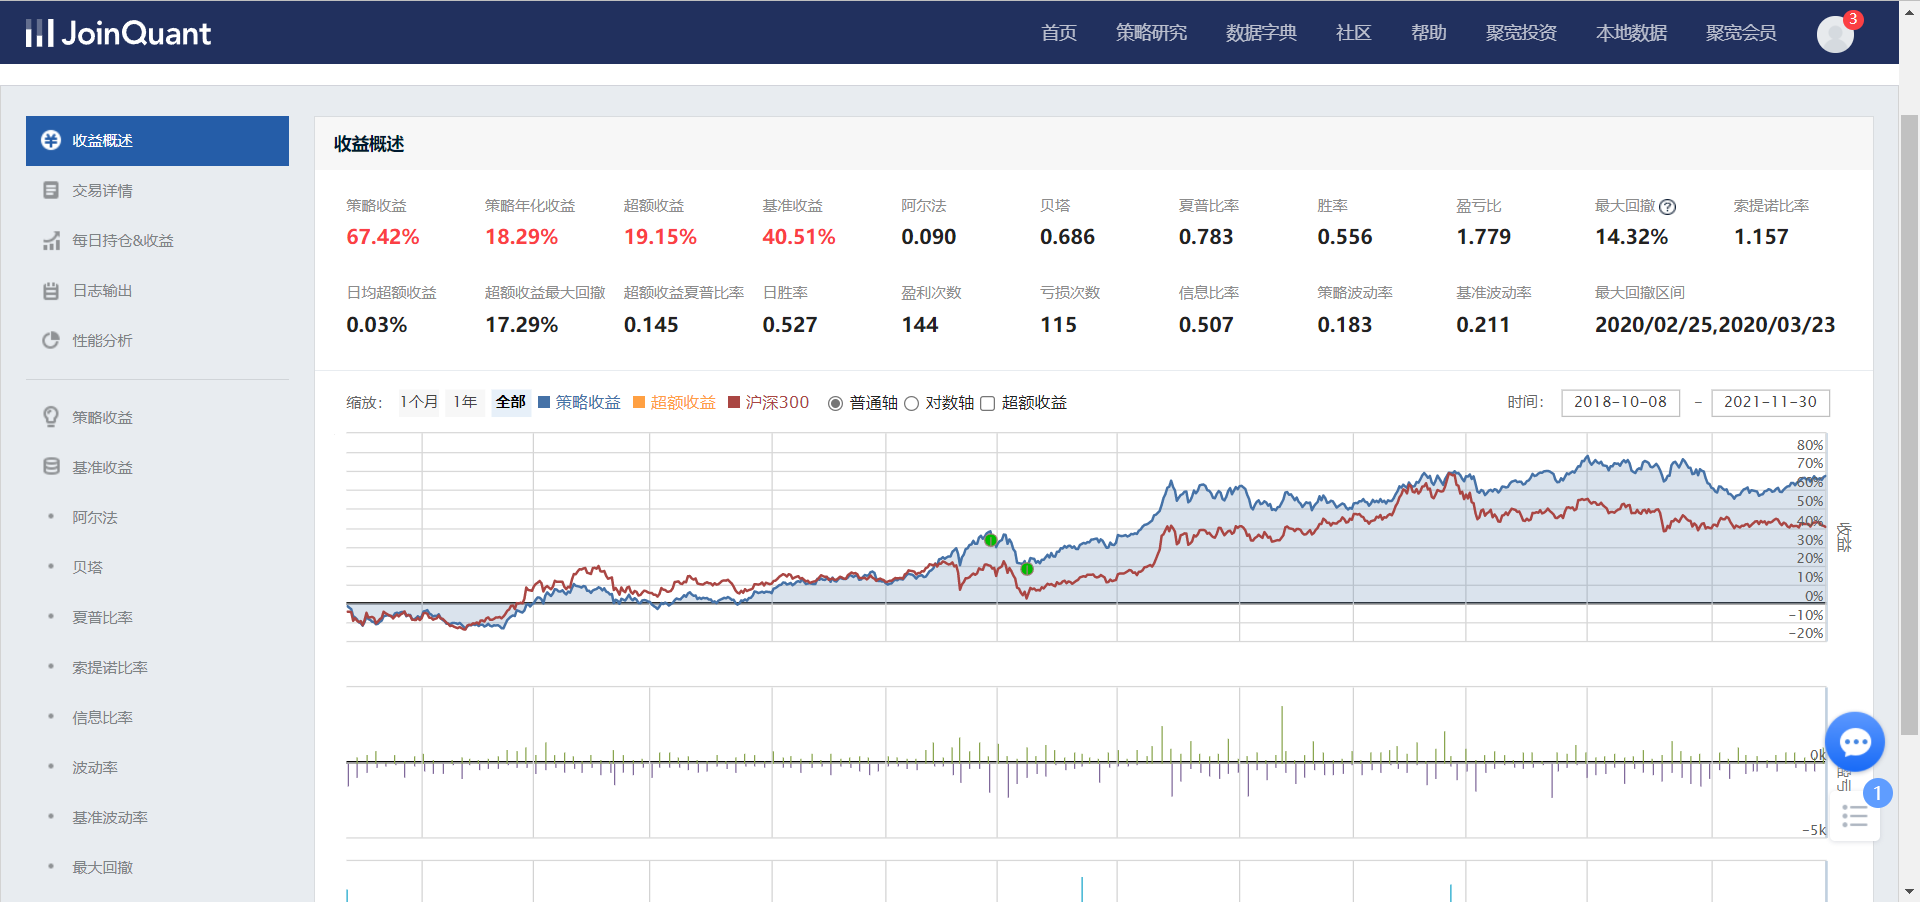 JoinQuant
首页 策略研究 数据字典 社区 帮助 聚宽投资 本地数据 聚宽会员 3
收益概述
交易详情
每日持仓&收益
日志输出
性能分析
策略收益
基准收益
阿尔法
贝塔
夏普比率
索提诺比率
信息比率
波动率
基准波动率
最大回撤
收益概述
策略收益 策略年化收益 超额收益 基准收益 阿尔法 贝塔 夏普比率 胜率 盈亏比 最大回撤 ? 索提诺比率
67.42% 18.29% 19.15% 40.51% 0.090 0.686 0.783 0.556 1.779 14.32% 1.157
日均超额收益 超额收益最大回撤 超额收益夏普比率 日胜率 盈利次数 亏损次数 信息比率 策略波动率 基准波动率 最大回撤区间
0.03% 17.29% 0.145 0.527 144 115 0.507 0.183 0.211 2020/02/25,2020/03/23
缩放: 1个月 1年 全部 策略收益 超额收益 沪深300 普通轴 对数轴 超额收益 时间: 2018-10-08 - 2021-11-30
80%
70%
60%
50%
40%
30%
20%
10%
0%
-10%
-20%
收益
0k
-5k
1